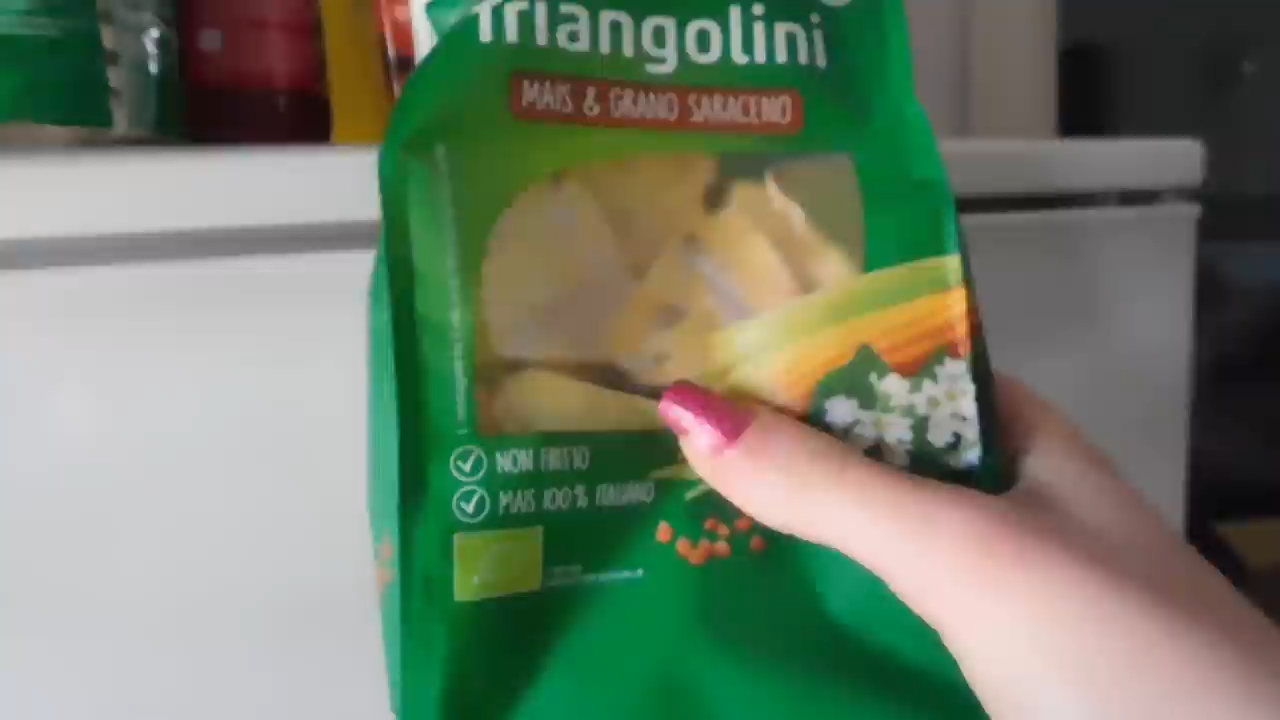 Triangolini
MAIS & GRANO SARACENO
NON FRITTO
MAIS 100% ITALIANO